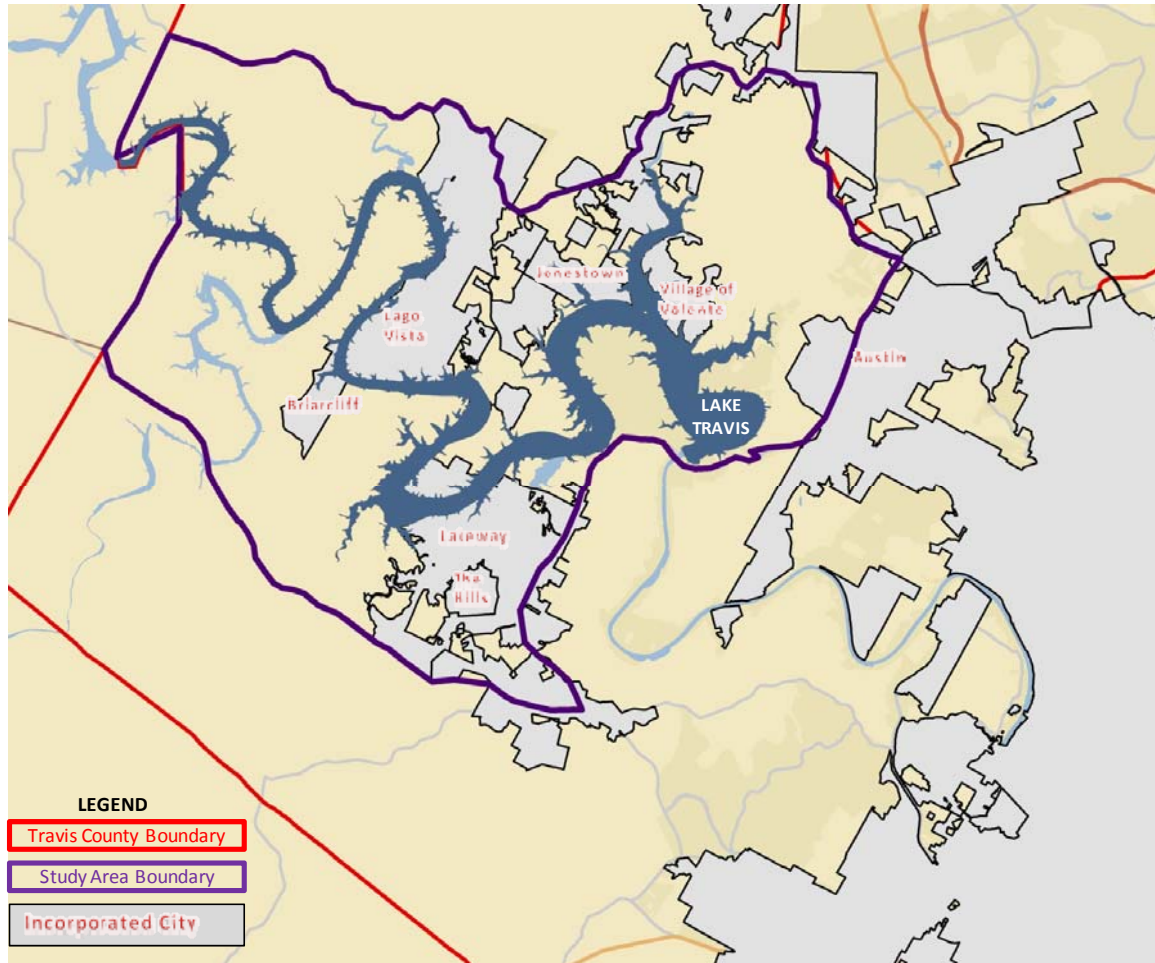 Jonestown
Village of
Volente
Lago
Vista
Austin
Briarcliff
LAKE
TRAVIS
Lakeway
The
Hills
LEGEND
Travis County Boundary
Study Area Boundary
Incorporated City